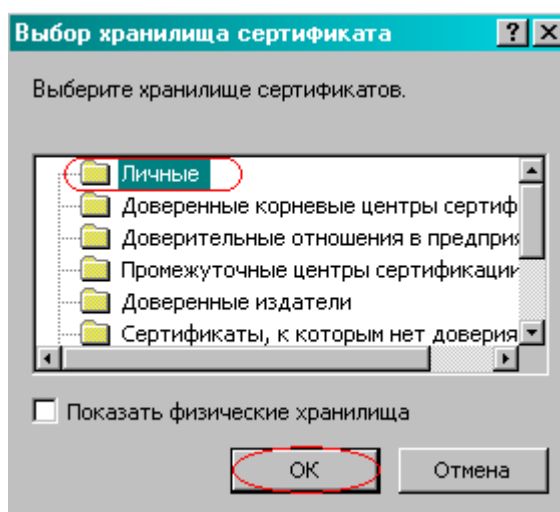 Выбор хранилища сертификата
Выберите хранилище сертификатов.
Личные
Доверенные корневые центры сертиф
Доверительные отношения в предприя
Промежуточные центры сертификации
Доверенные издатели
Сертификаты, к которым нет доверия
Показать физические хранилища
ОК Отмена